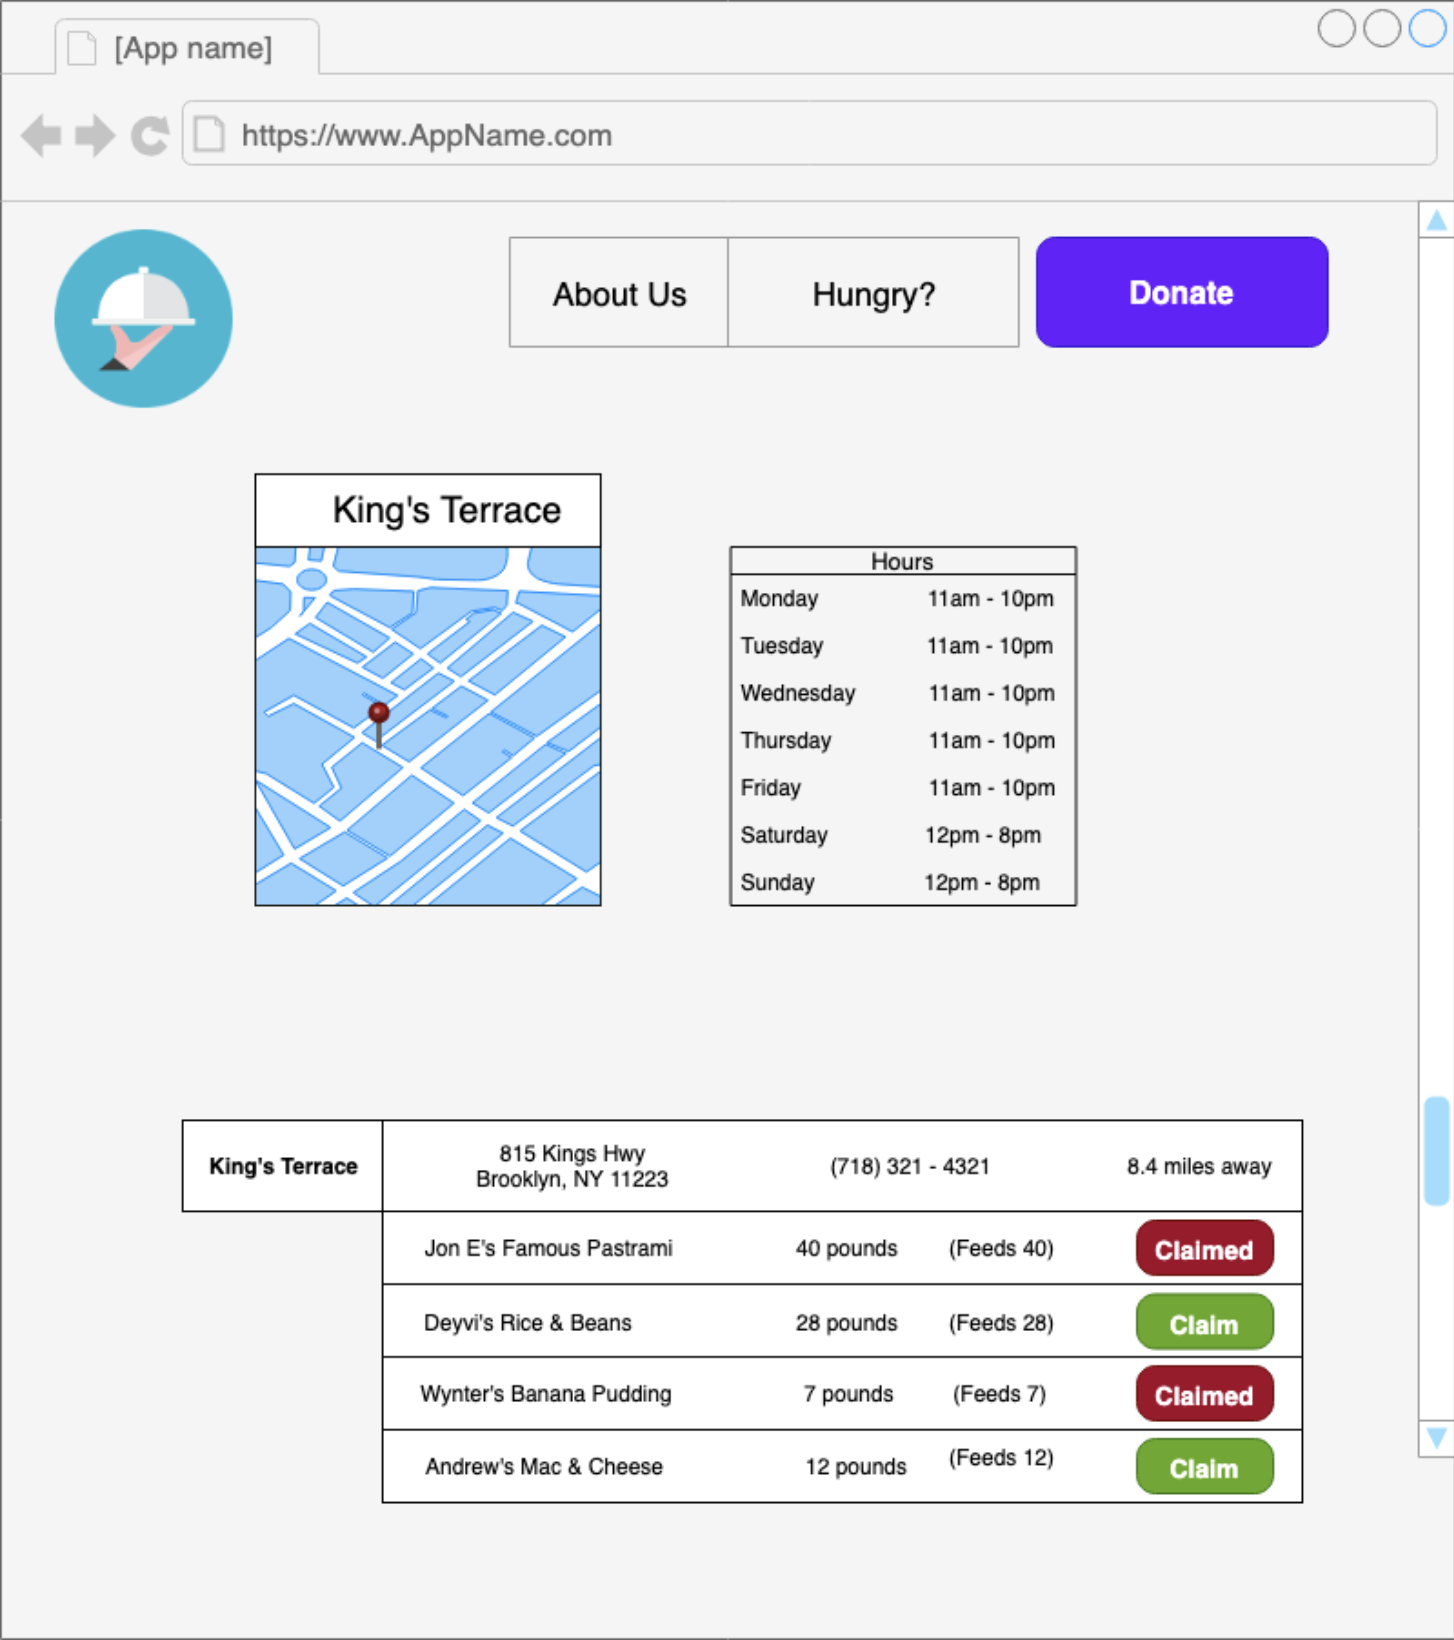 [App name]
https://www.AppName.com
About Us
Hungry?
Donate
King's Terrace
Hours
Monday 11am - 10pm
Tuesday 11am - 10pm
Wednesday 11am - 10pm
Thursday 11am - 10pm
Friday 11am - 10pm
Saturday 12pm - 8pm
Sunday 12pm - 8pm
King's Terrace
815 Kings Hwy
Brooklyn, NY 11223
(718) 321 - 4321
8.4 miles away
Jon E's Famous Pastrami 40 pounds (Feeds 40) Claimed
Deyvi's Rice & Beans 28 pounds (Feeds 28) Claim
Wynter's Banana Pudding 7 pounds (Feeds 7) Claimed
Andrew's Mac & Cheese 12 pounds (Feeds 12) Claim